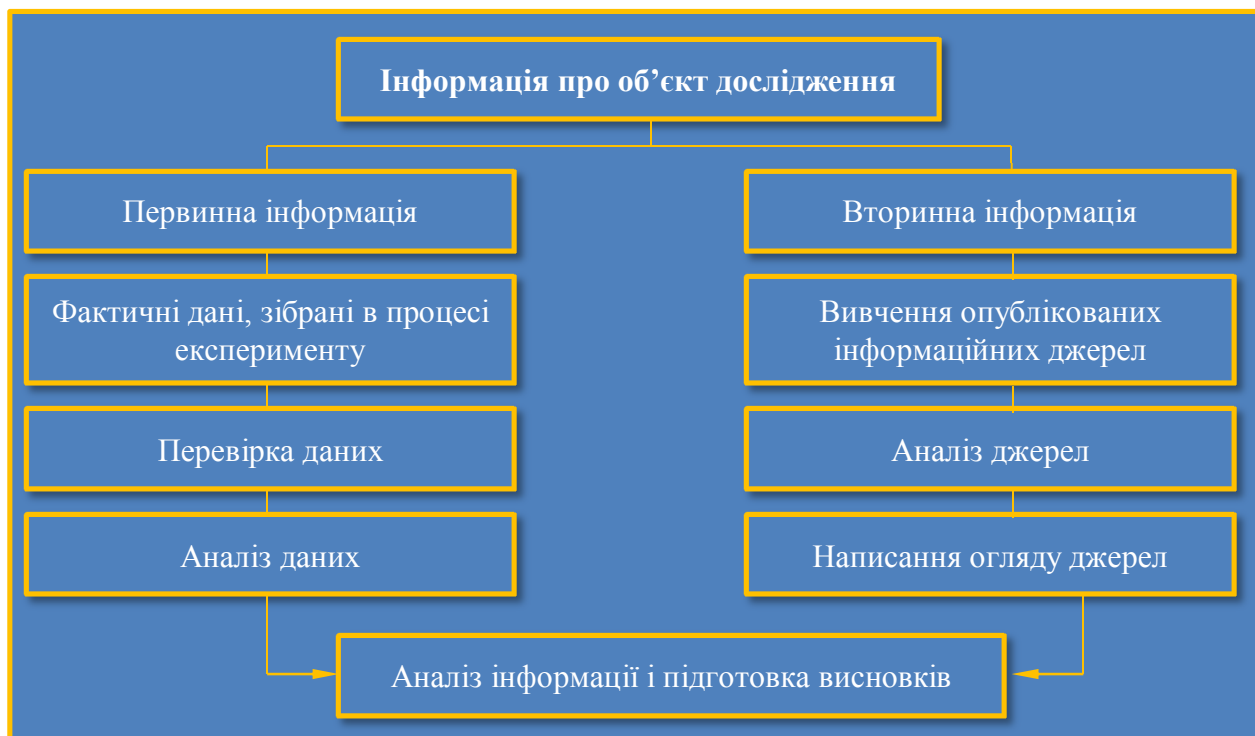 Інформація про об’єкт дослідження
Первинна інформація
Вторинна інформація
Фактичні дані, зібрані в процесі
експерименту
Вивчення опублікованих
інформаційних джерел
Перевірка даних
Аналіз джерел
Аналіз даних
Написання огляду джерел
Аналіз інформації і підготовка висновків